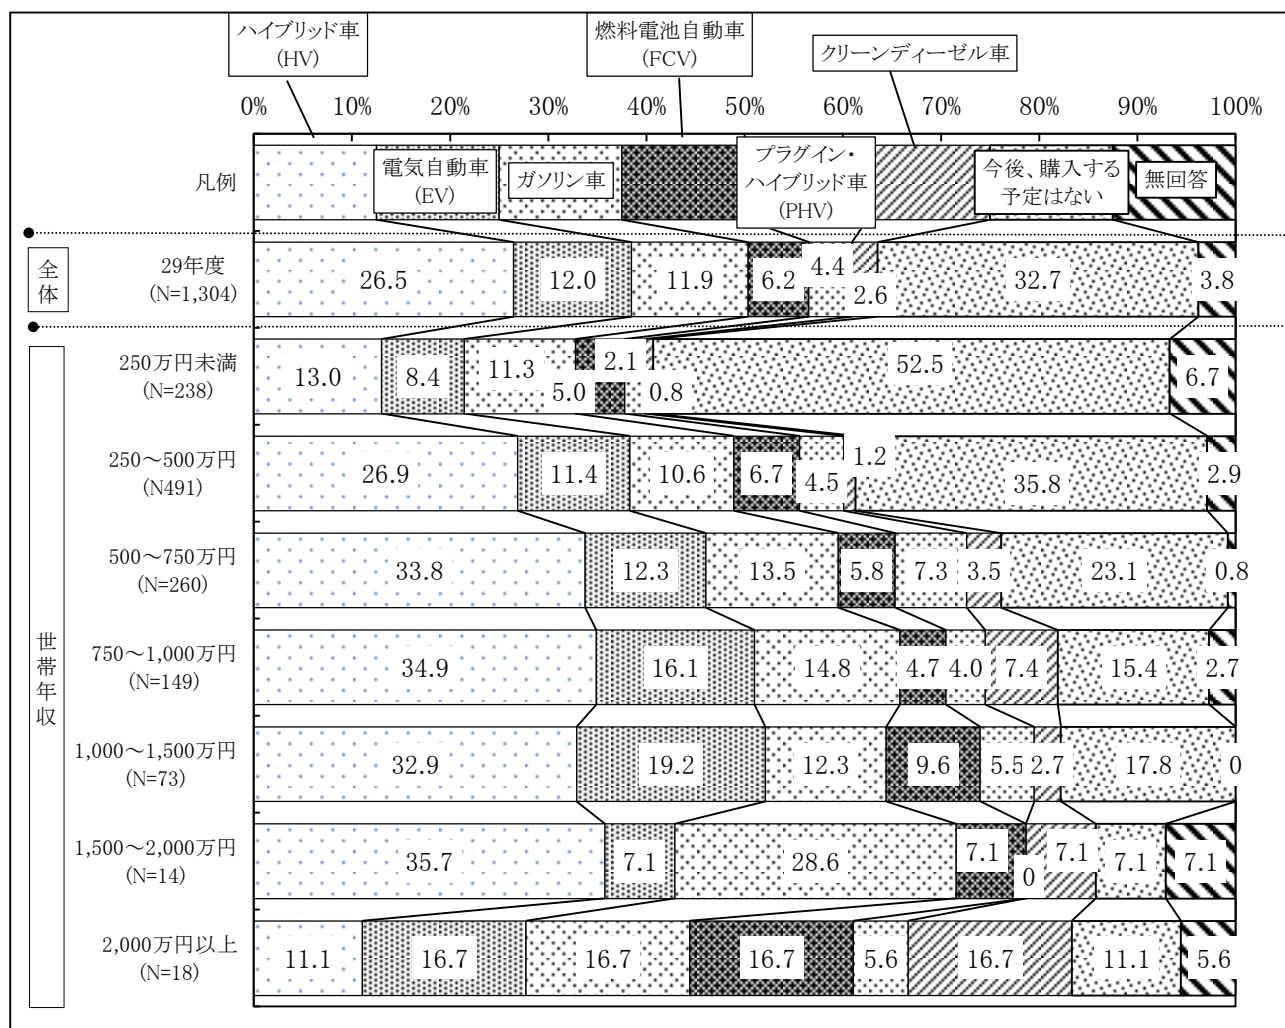 ハイブリッド車
(HV)
燃料電池自動車
(FCV)
クリーンディーゼル車
0% 10% 20% 30% 40% 50% 60% 70% 80% 90% 100%
凡例
電気自動車
(EV)
ガソリン車
プラグイン・
ハイブリッド車
(PHV)
今後、購入する
予定はない
無回答
全体
29年度
(N=1,304)
26.5 12.0 11.9 6.2 4.4 2.6 32.7 3.8
世帯年収
250万円未満
(N=238)
13.0 8.4 11.3 5.0 2.1 0.8 52.5 6.7
250～500万円
(N491)
26.9 11.4 10.6 6.7 4.5 1.2 35.8 2.9
500～750万円
(N=260)
33.8 12.3 13.5 5.8 7.3 3.5 23.1 0.8
750～1,000万円
(N=149)
34.9 16.1 14.8 4.7 4.0 7.4 15.4 2.7
1,000～1,500万円
(N=73)
32.9 19.2 12.3 9.6 5.5 2.7 17.8 0
1,500～2,000万円
(N=14)
35.7 7.1 28.6 7.1 0 7.1 7.1 7.1
2,000万円以上
(N=18)
11.1 16.7 16.7 16.7 5.6 16.7 11.1 5.6